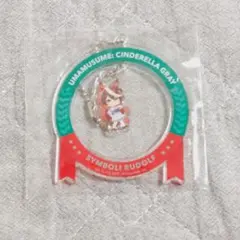 UMAMUSUME: CINDERELLA GRAY
SYMBOLI RUDOLF